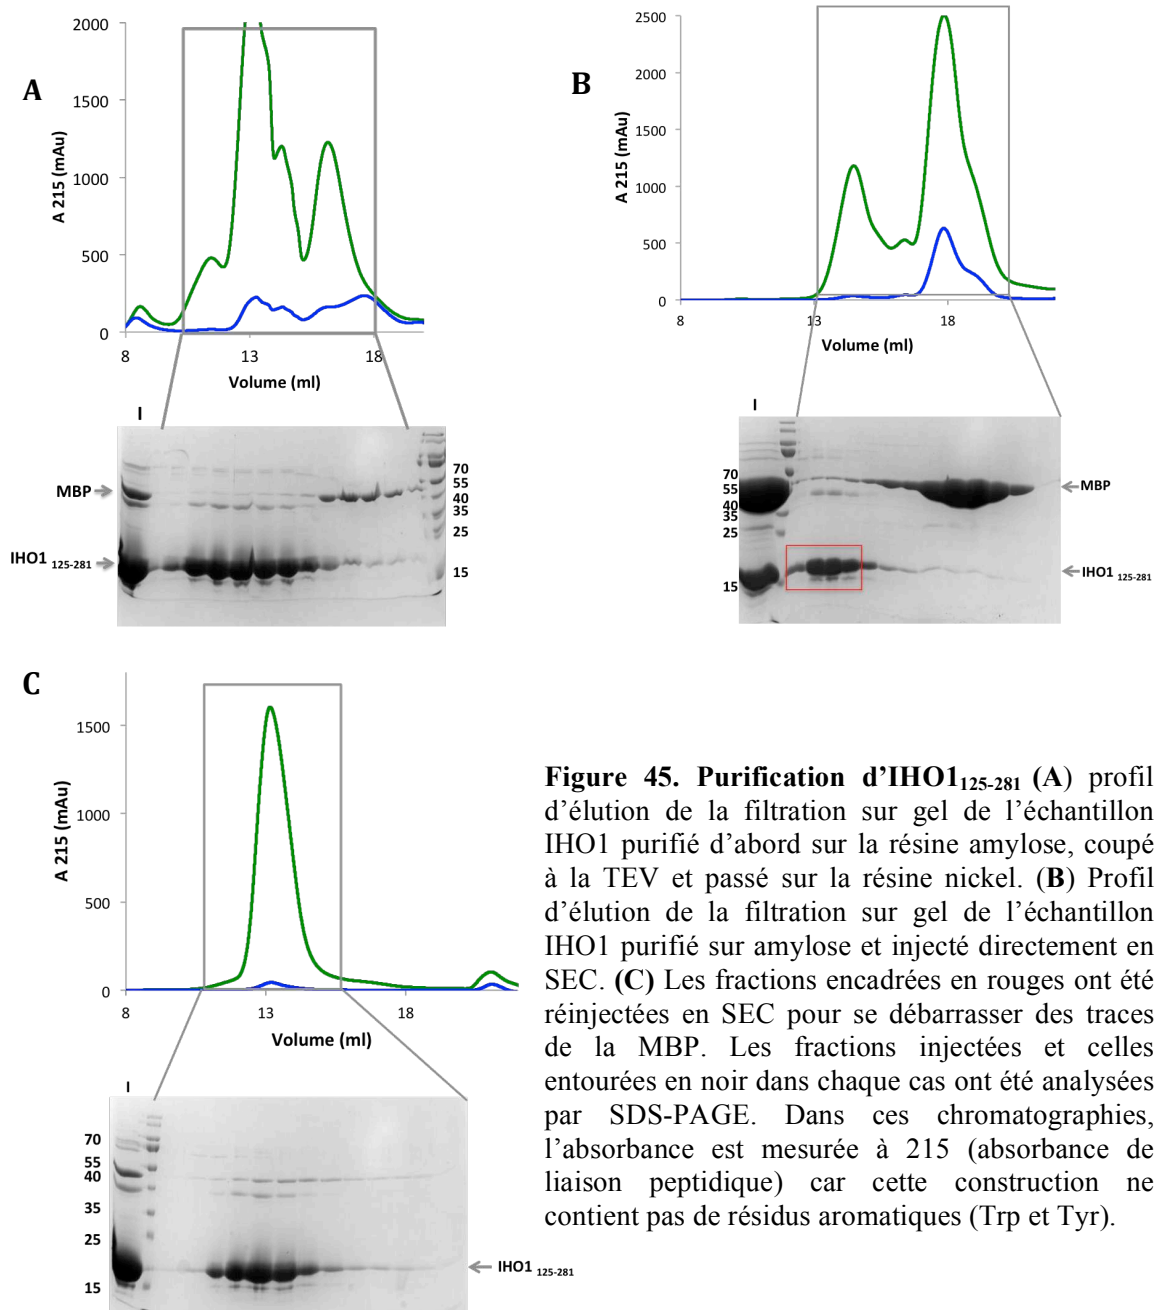 A
A 215 (mAu)
2000
1500
1000
500
0
8
13
18
Volume (ml)
I
MBP
IHO1 125-281
70
55
40
35
25
15
B
A 215 (mAu)
2500
2000
1500
1000
500
0
8
13
18
Volume (ml)
I
70
55
40
35
25
15
MBP
IHO1 125-281
C
A 215 (mAu)
1500
1000
500
0
8
13
18
Volume (ml)
I
70
55
40
35
25
15
IHO1 125-281
Figure 45. Purification d’IHO1125-281 (A) profil
d’élution de la filtration sur gel de l’échantillon
IHO1 purifié d’abord sur la résine amylose, coupé
à la TEV et passé sur la résine nickel. (B) Profil
d’élution de la filtration sur gel de l’échantillon
IHO1 purifié sur amylose et injecté directement en
SEC. (C) Les fractions encadrées en rouges ont été
réinjectées en SEC pour se débarrasser des traces
de la MBP. Les fractions injectées et celles
entourées en noir dans chaque cas ont été analysées
par SDS-PAGE. Dans ces chromatographies,
l’absorbance est mesurée à 215 (absorbance de
liaison peptidique) car cette construction ne
contient pas de résidus aromatiques (Trp et Tyr).